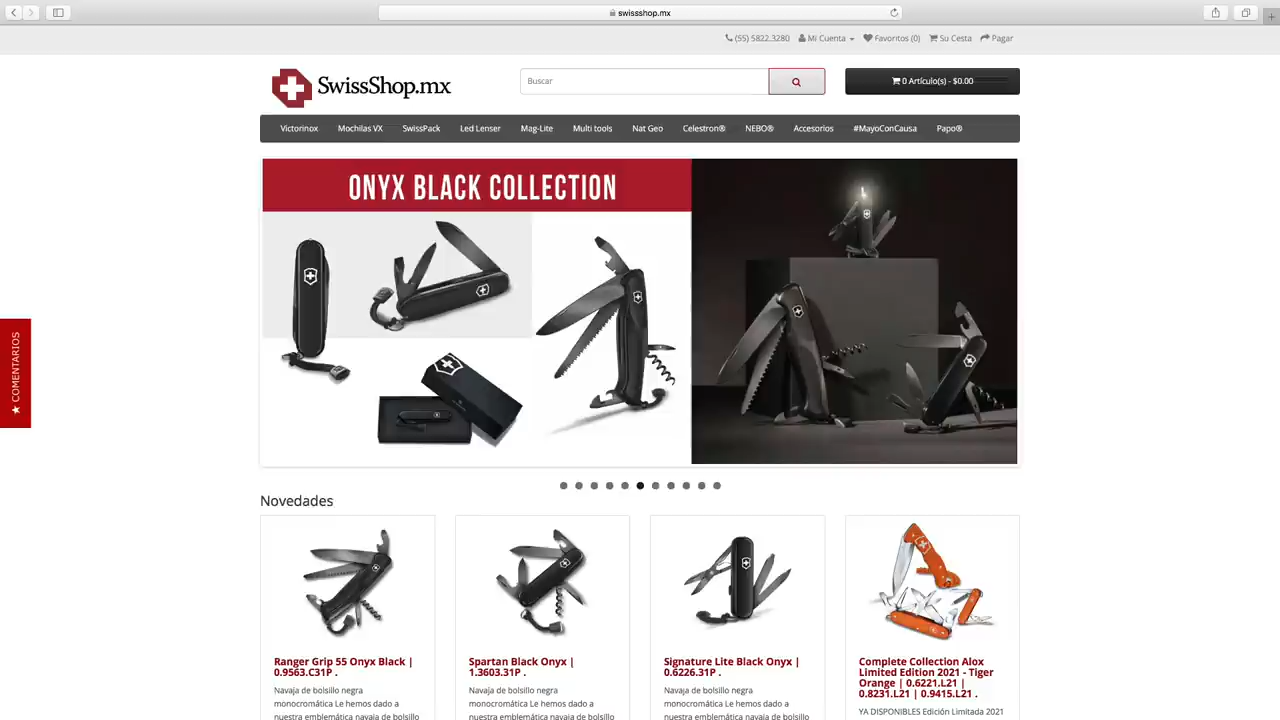 swissshop.mx
(55) 5822.3280 Mi Cuenta Favoritos (0) Su Cesta Pagar
SwissShop.mx
Buscar
0 Artículo(s) - $0.00
Victorinox Mochilas VX SwissPack Led Lenser Mag-Lite Multi tools Nat Geo Celestron® NEBO® Accesorios #MayoConCausa Papo®
ONYX BLACK COLLECTION
★ COMENTARIOS
Novedades
Ranger Grip 55 Onyx Black |
0.9563.C31P .
Navaja de bolsillo negra
monocromática Le hemos dado a
nuestra emblemática navaja de bolsillo
Spartan Black Onyx |
1.3603.31P .
Navaja de bolsillo negra
monocromática Le hemos dado a
nuestra emblemática navaja de bolsillo
Signature Lite Black Onyx |
0.6226.31P .
Navaja de bolsillo negra
monocromática Le hemos dado a
nuestra emblemática navaja de bolsillo
Complete Collection Alox
Limited Edition 2021 - Tiger
Orange | 0.6221.L21 |
0.8231.L21 | 0.9415.L21 .
YA DISPONIBLES Edición Limitada 2021